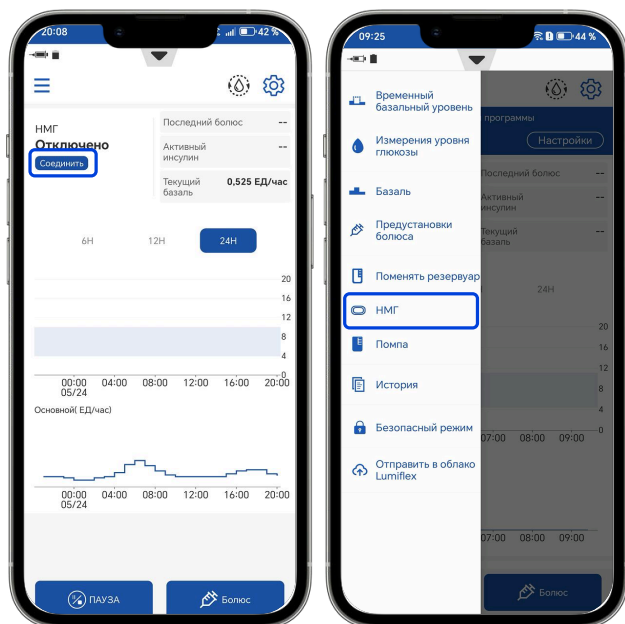 20:08
42 %
НМГ
Отключено
Соединить
Последний болюс --
Активный
инсулин --
Текущий
базаль 0,525 ЕД/час
6H 12H 24H
20
16
12
8
4
0
00:00 04:00 08:00 12:00 16:00 20:00
05/24
Основной( ЕД/час)
00:00 04:00 08:00 12:00 16:00 20:00
05/24
ПАУЗА
Болюс
09:25
44 %
Временный
базальный уровень
Измерения уровня
глюкозы
Базаль
Предустановки
болюса
Поменять резервуар
НМГ
Помпа
История
Безопасный режим
Отправить в облако
Lumiflex
программы
Настройки
Последний болюс --
Активный
инсулин --
Текущий
базаль --
24H
20
16
12
8
4
0
07:00 08:00 09:00
07:00 08:00 09:00
Болюс